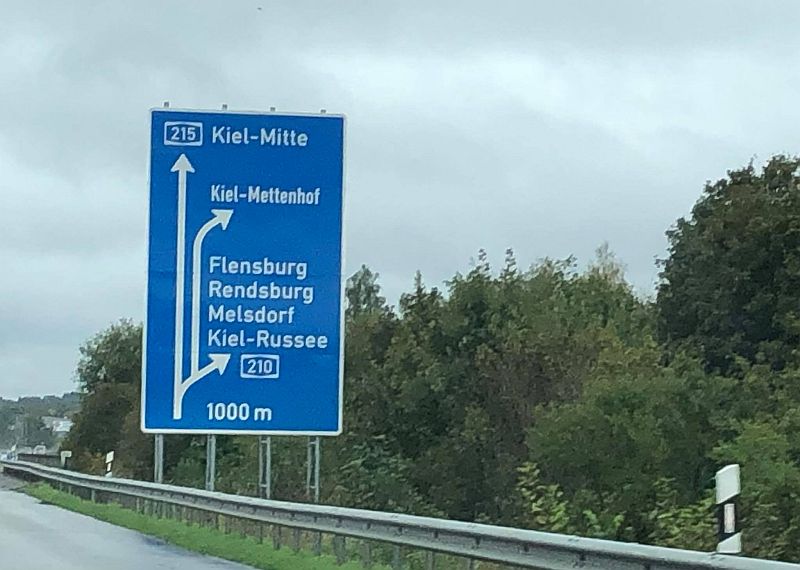 215 Kiel-Mitte
Kiel-Mettenhof
Flensburg
Rendsburg
Melsdorf
Kiel-Russee
210
1000 m